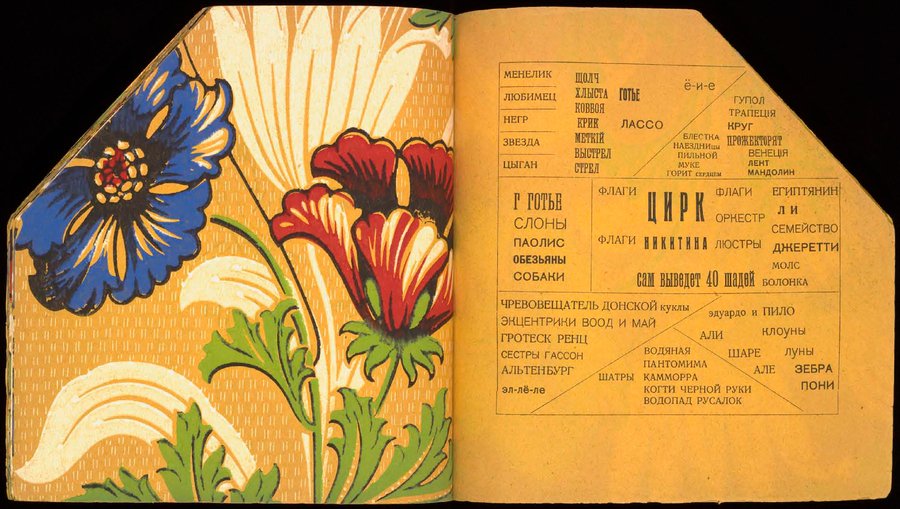 МЕНЕЛИК
ЛЮБИМЕЦ
НЕГР
ЗВЕЗДА
ЦЫГАН
ЩОЛЧ
ХЛЫСТА ГОТЬЕ
КОВБОЯ
КРИК ЛАССО
МЕТКІЙ
ВЫСТРЕЛ
СТРЕЛ
ё-и-е
БЛЕСТКА
НАЕЗДНИцы
ПИЛЬНОЙ
МУКЕ
ГОРИТ СЕРДЦЕМ
ГУПОЛ
ТРАПЕЦІЯ
КРУГ
ПРОЖЕКТОРЯТ
ВЕНЕЦІЯ
ЛЕНТ
МАНДОЛИН
Г ГОТЬЕ
СЛОНЫ
ПАОЛИС
ОБЕЗЬЯНЫ
СОБАКИ
ФЛАГИ ЦИРК ФЛАГИ
ОРКЕСТР
ФЛАГИ НИКИТИНА ЛЮСТРЫ
САМ ВЫВЕДЕТ 40 ШАДЕЙ
ЕГИПТЯНИН
ЛИ
СЕМЕЙСТВО
ДЖЕРЕТТИ
МОЛС
БОЛОНКА
ЧРЕВОВЕЩАТЕЛЬ ДОНСКОЙ куклы
ЭКЦЕНТРИКИ ВООД И МАЙ
ГРОТЕСК РЕНЦ
СЕСТРЫ ГАССОН
АЛЬТЕНБУРГ
эл-лё-ле
эдуардо и ПИЛО
АЛИ КЛОУНЫ
ШАРЕ ЛУНЫ
АЛЕ ЗЕБРА
ПОНИ
ВОДЯНАЯ
ПАНТОМИМА
ШАТРЫ КАММОРРА
КОГТИ ЧЕРНОЙ РУКИ
ВОДОПАД РУСАЛОК